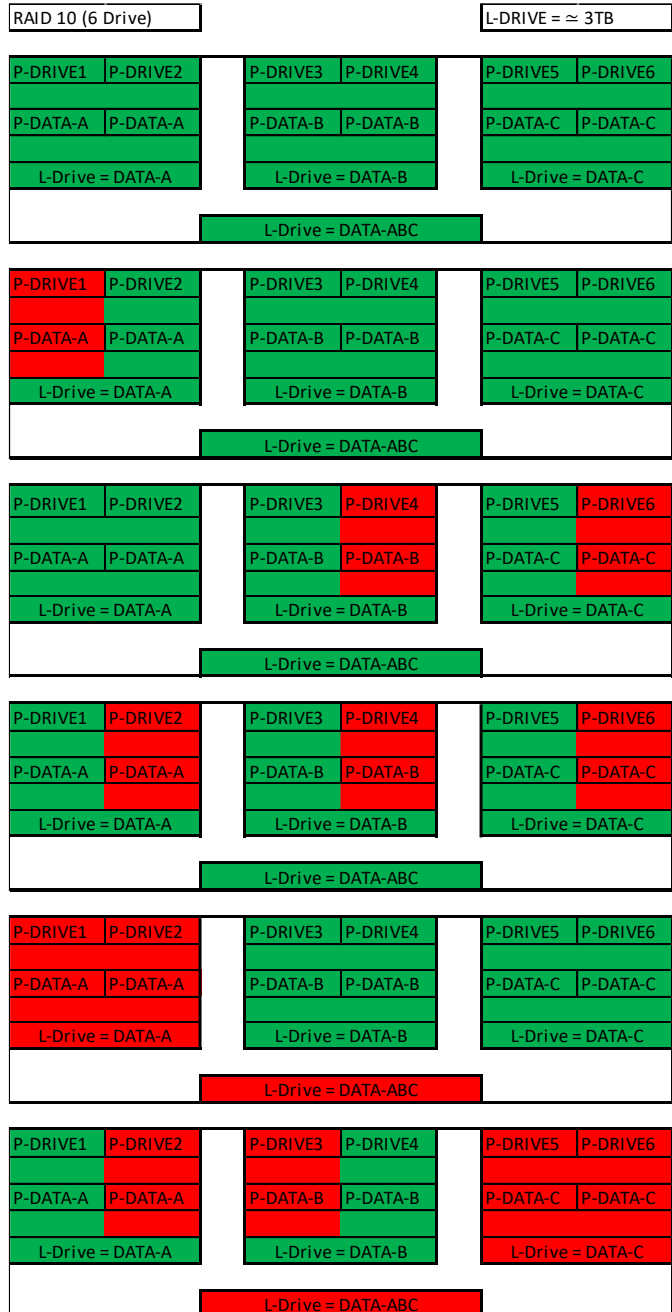 RAID 10 (6 Drive) L-DRIVE = ≃ 3TB
P-DRIVE1 P-DRIVE2 P-DRIVE3 P-DRIVE4 P-DRIVE5 P-DRIVE6
P-DATA-A P-DATA-A P-DATA-B P-DATA-B P-DATA-C P-DATA-C
L-Drive = DATA-A L-Drive = DATA-B L-Drive = DATA-C
L-Drive = DATA-ABC
P-DRIVE1 P-DRIVE2 P-DRIVE3 P-DRIVE4 P-DRIVE5 P-DRIVE6
P-DATA-A P-DATA-A P-DATA-B P-DATA-B P-DATA-C P-DATA-C
L-Drive = DATA-A L-Drive = DATA-B L-Drive = DATA-C
L-Drive = DATA-ABC
P-DRIVE1 P-DRIVE2 P-DRIVE3 P-DRIVE4 P-DRIVE5 P-DRIVE6
P-DATA-A P-DATA-A P-DATA-B P-DATA-B P-DATA-C P-DATA-C
L-Drive = DATA-A L-Drive = DATA-B L-Drive = DATA-C
L-Drive = DATA-ABC
P-DRIVE1 P-DRIVE2 P-DRIVE3 P-DRIVE4 P-DRIVE5 P-DRIVE6
P-DATA-A P-DATA-A P-DATA-B P-DATA-B P-DATA-C P-DATA-C
L-Drive = DATA-A L-Drive = DATA-B L-Drive = DATA-C
L-Drive = DATA-ABC
P-DRIVE1 P-DRIVE2 P-DRIVE3 P-DRIVE4 P-DRIVE5 P-DRIVE6
P-DATA-A P-DATA-A P-DATA-B P-DATA-B P-DATA-C P-DATA-C
L-Drive = DATA-A L-Drive = DATA-B L-Drive = DATA-C
L-Drive = DATA-ABC
P-DRIVE1 P-DRIVE2 P-DRIVE3 P-DRIVE4 P-DRIVE5 P-DRIVE6
P-DATA-A P-DATA-A P-DATA-B P-DATA-B P-DATA-C P-DATA-C
L-Drive = DATA-A L-Drive = DATA-B L-Drive = DATA-C
L-Drive = DATA-ABC